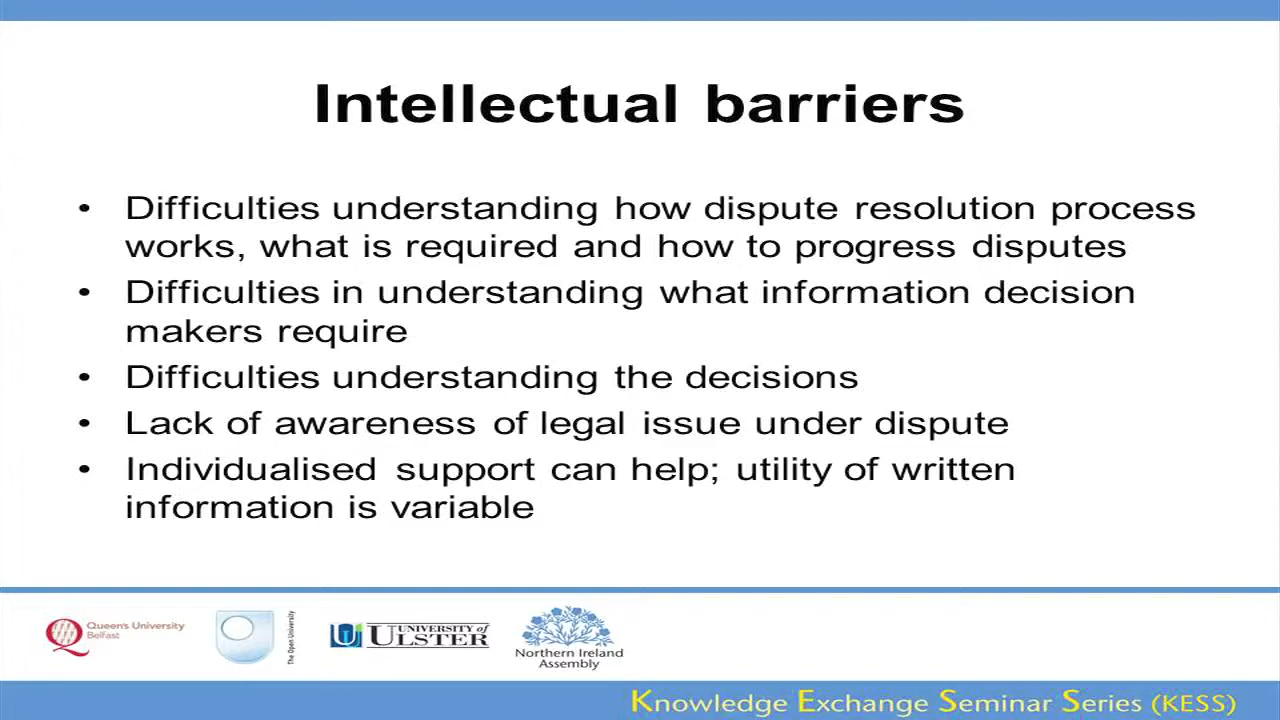 Intellectual barriers
• Difficulties understanding how dispute resolution process
works, what is required and how to progress disputes
• Difficulties in understanding what information decision
makers require
• Difficulties understanding the decisions
• Lack of awareness of legal issue under dispute
• Individualised support can help; utility of written
information is variable
Queen's University
Belfast
The Open University
UNIVERSITY of
ULSTER
Northern Ireland
Assembly
Knowledge Exchange Seminar Series (KESS)